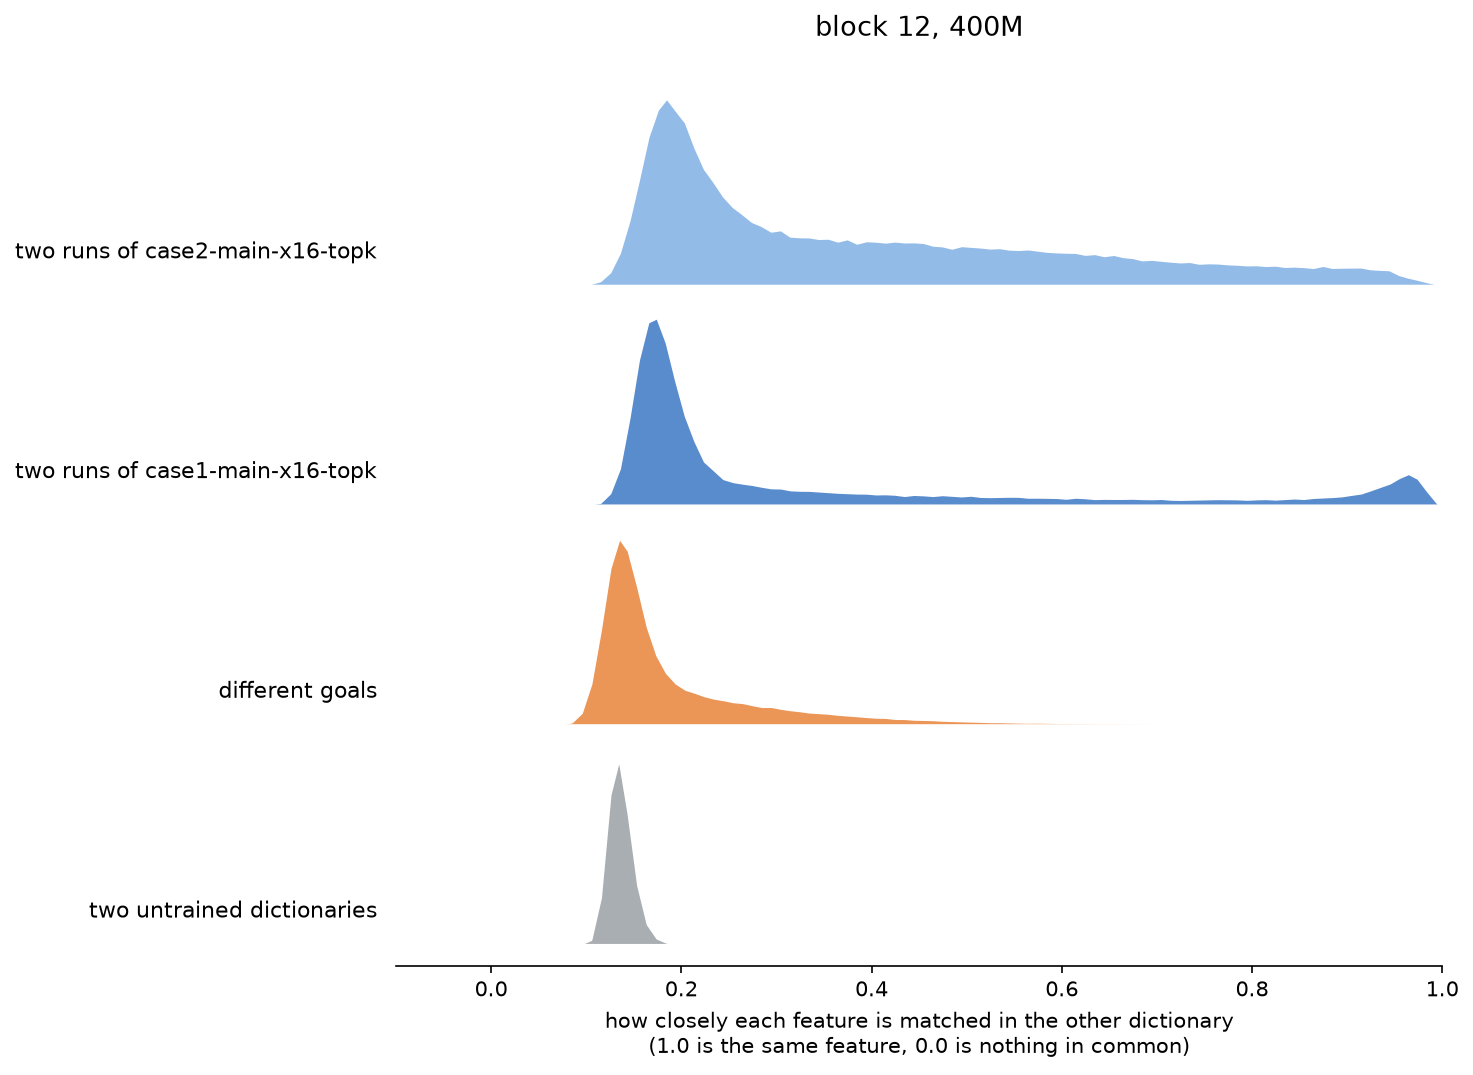 block 12, 400M
two runs of case2-main-x16-topk
two runs of case1-main-x16-topk
different goals
two untrained dictionaries
0.0 0.2 0.4 0.6 0.8 1.0
how closely each feature is matched in the other dictionary
(1.0 is the same feature, 0.0 is nothing in common)